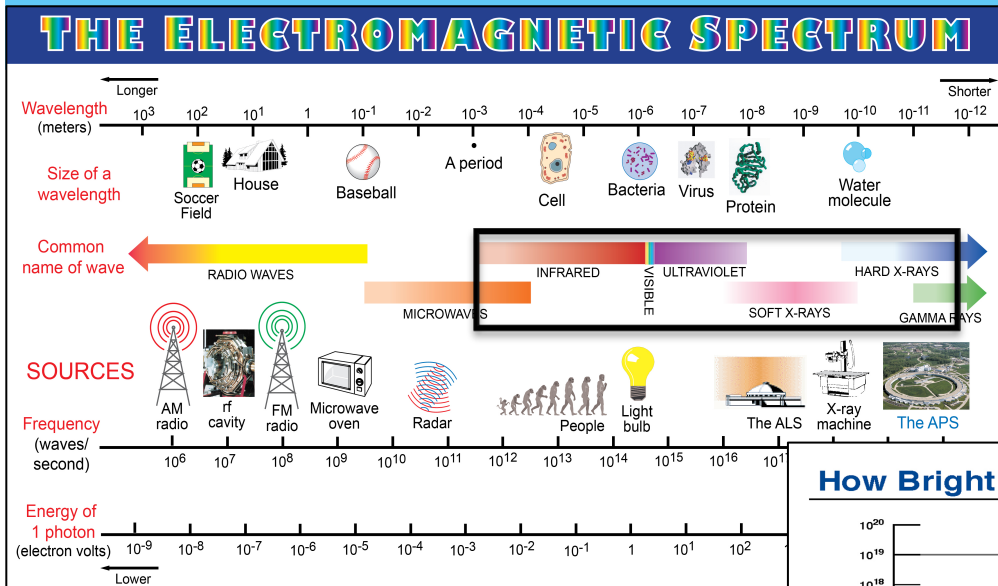 THE ELECTROMAGNETIC SPECTRUM
Longer
Shorter
Wavelength
(meters)
10³ 10² 10¹ 1 10⁻¹ 10⁻² 10⁻³ 10⁻⁴ 10⁻⁵ 10⁻⁶ 10⁻⁷ 10⁻⁸ 10⁻⁹ 10⁻¹⁰ 10⁻¹¹ 10⁻¹²
Size of a
wavelength
Soccer
Field
House
Baseball
A period
Cell
Bacteria
Virus
Protein
Water
molecule
Common
name of wave
RADIO WAVES
INFRARED
VISIBLE
ULTRAVIOLET
HARD X-RAYS
MICROWAVES
SOFT X-RAYS
GAMMA RAYS
SOURCES
AM
radio
rf
cavity
FM
radio
Microwave
oven
Radar
People
Light
bulb
The ALS
X-ray
machine
The APS
Frequency
(waves/
second)
10⁶ 10⁷ 10⁸ 10⁹ 10¹⁰ 10¹¹ 10¹² 10¹³ 10¹⁴ 10¹⁵ 10¹⁶
Energy of
1 photon
(electron volts)
10⁻⁹ 10⁻⁸ 10⁻⁷ 10⁻⁶ 10⁻⁵ 10⁻⁴ 10⁻³ 10⁻² 10⁻¹ 1 10¹ 10²
Lower
How Bright
10²⁰
10¹⁹
10¹⁸